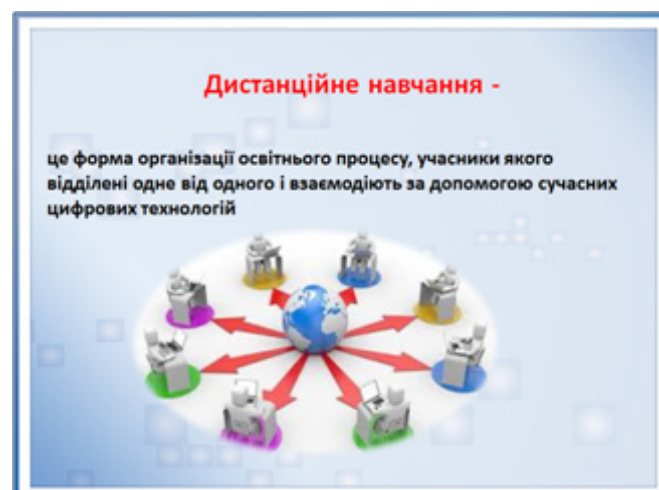 Дистанційне навчання -
це форма організації освітнього процесу, учасники якого
відділені одне від одного і взаємодіють за допомогою сучасних
цифрових технологій